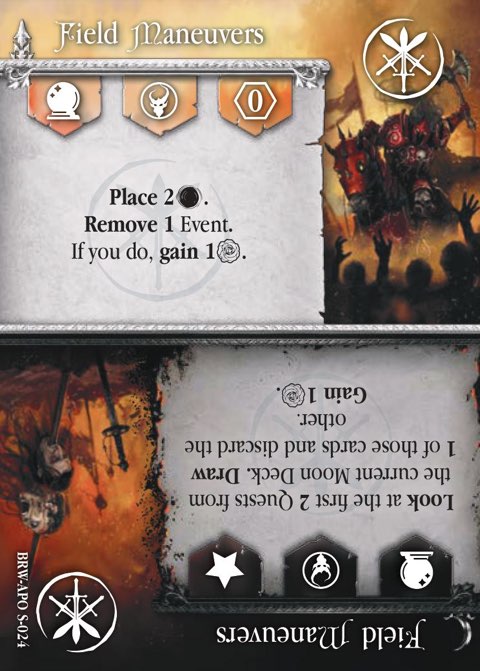 Field Maneuvers
0
Place 2.
Remove 1 Event.
If you do, gain 1.
Field Maneuvers
Look at the first 2 Quests from
the current Moon Deck. Draw
1 of those cards and discard the
other.
Gain 1.
BRW-APO S-024